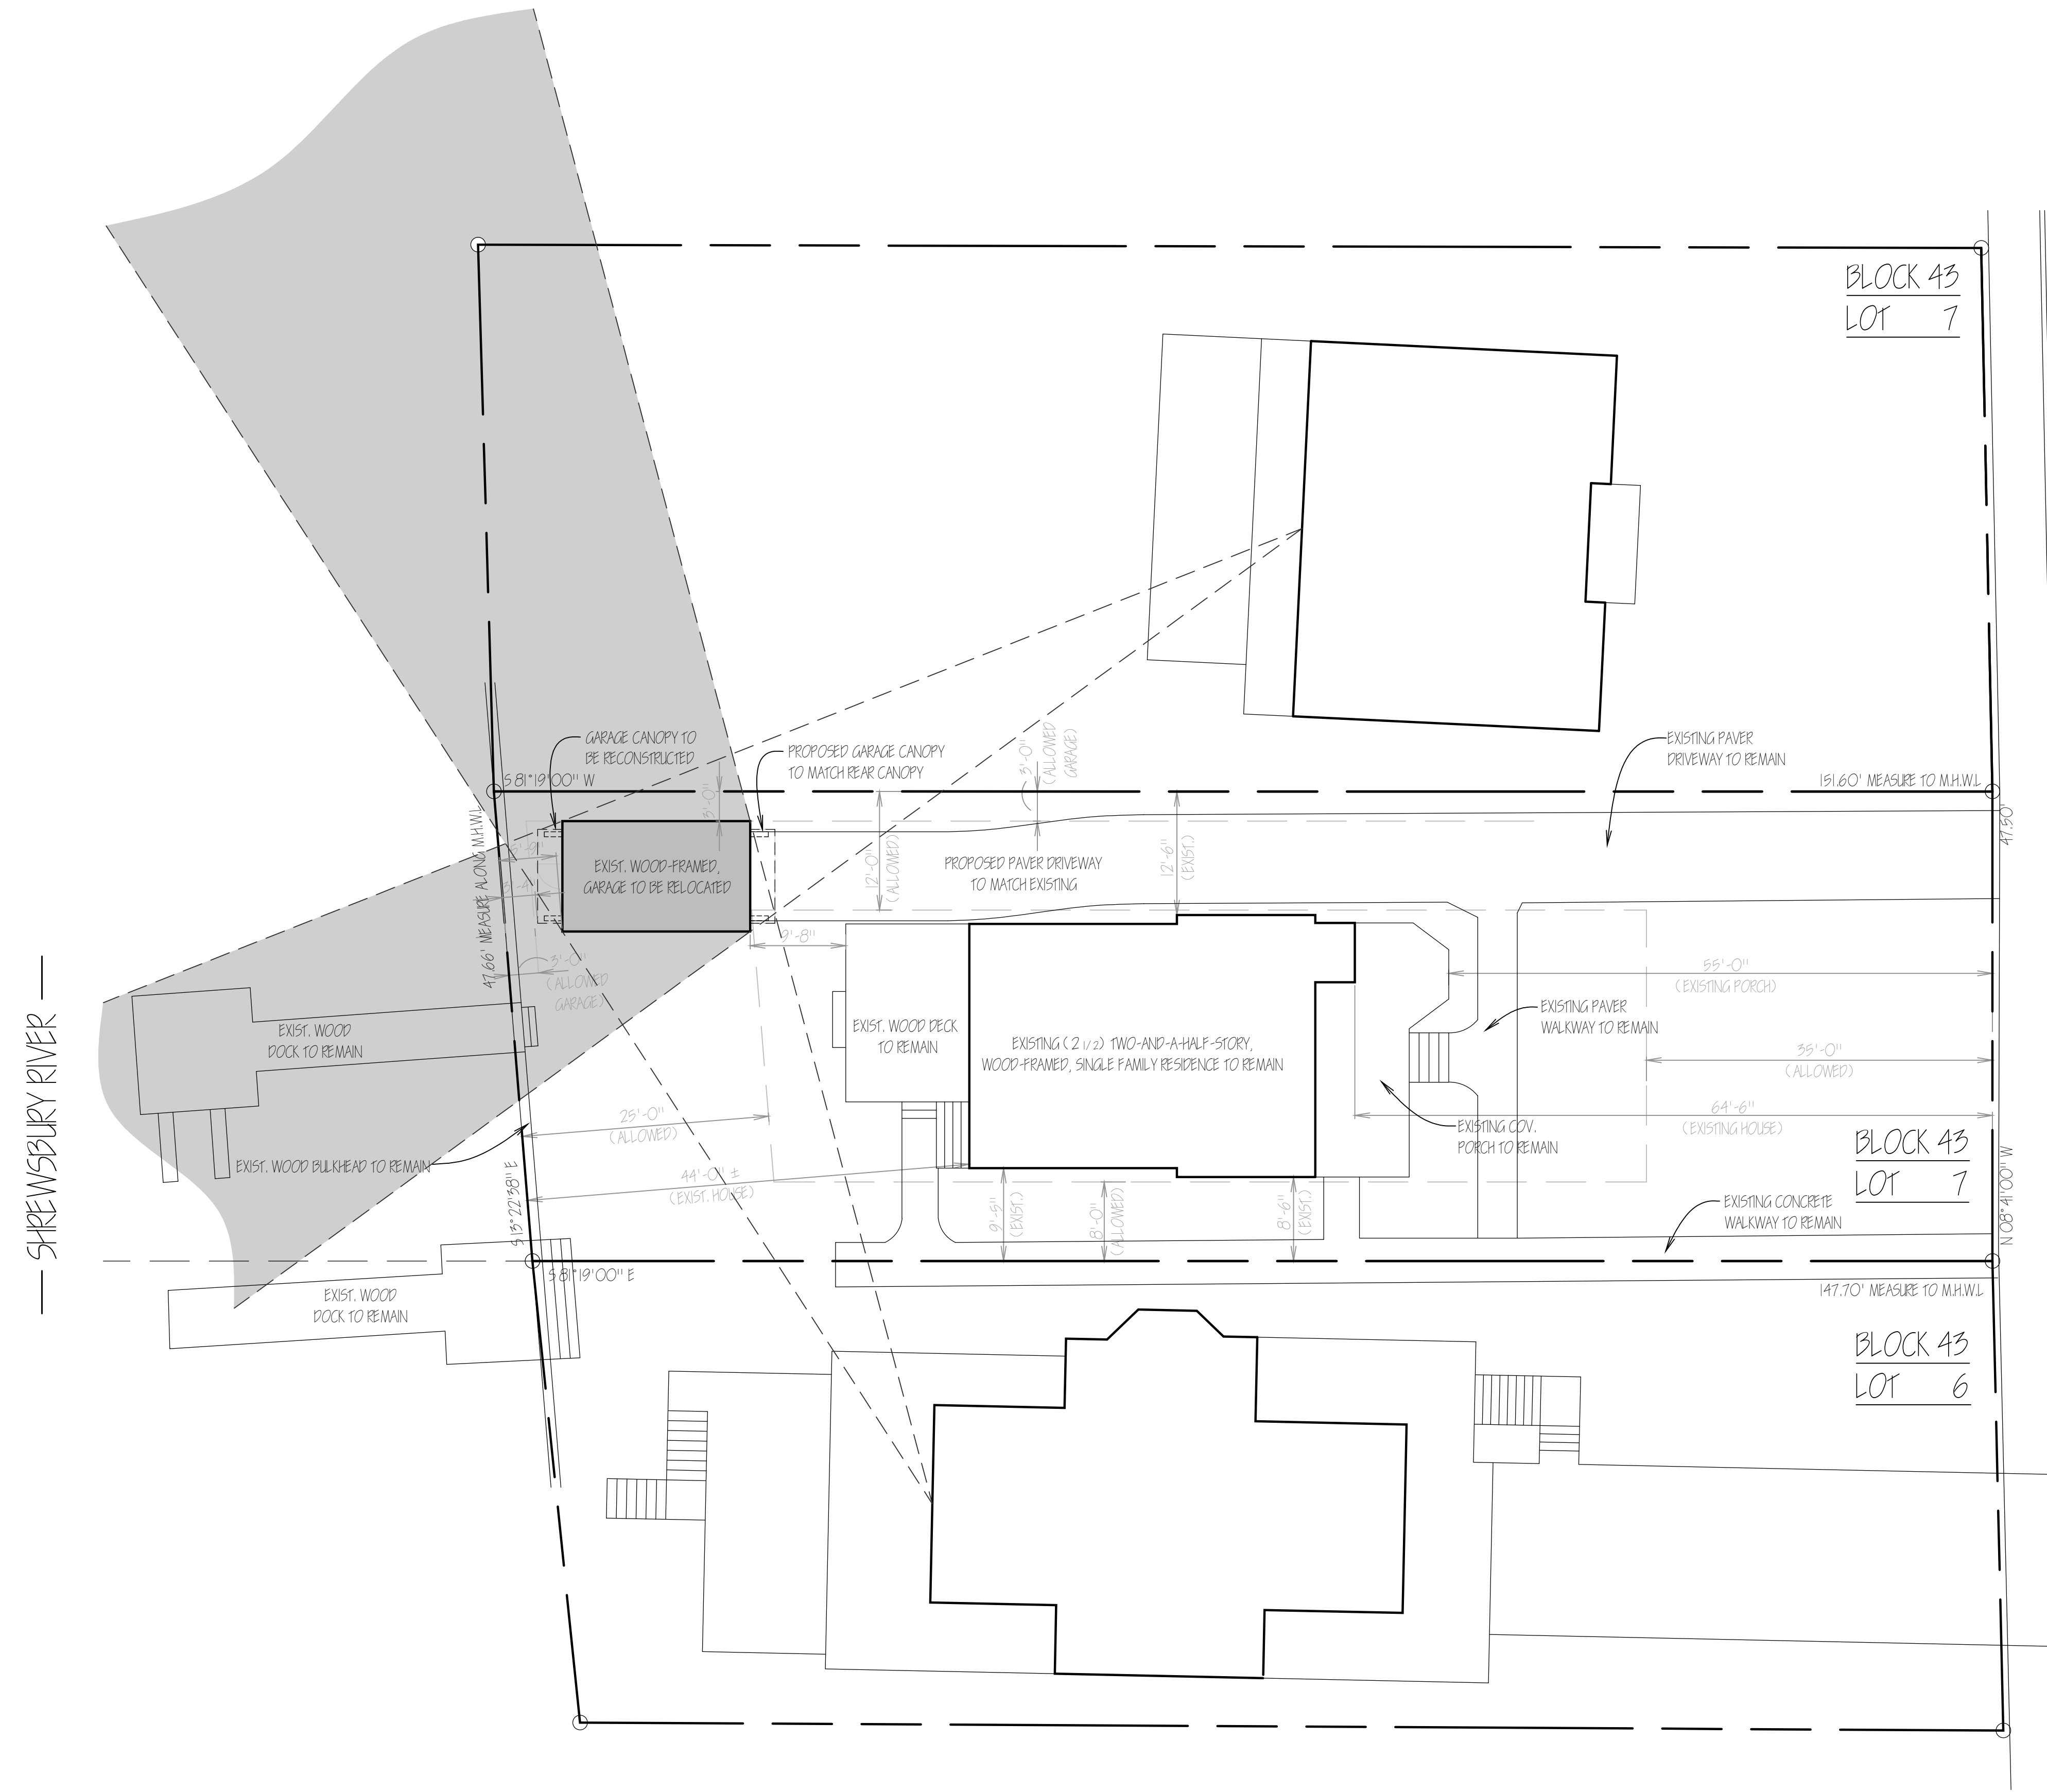 BLOCK 43
LOT 7
GARAGE CANOPY TO
BE RECONSTRUCTED
PROPOSED GARAGE CANOPY
TO MATCH REAR CANOPY
3'-0"
(ALLOWED
GARAGE)
EXISTING PAVER
DRIVEWAY TO REMAIN
S 81°19'00" W
151.60' MEASURE TO M.H.W.L
3'-0"
47.66' MEASURE ALONG M.H.W.L
47.50'
EXIST. WOOD-FRAMED,
GARAGE TO BE RELOCATED
12'-0"
(ALLOWED)
PROPOSED PAVER DRIVEWAY
TO MATCH EXISTING
12'-6"
(EXIST.)
9'-8"
3'-0"
(ALLOWED
GARAGE)
55'-0"
(EXISTING PORCH)
EXISTING PAVER
WALKWAY TO REMAIN
EXIST. WOOD
DOCK TO REMAIN
EXIST. WOOD DECK
TO REMAIN
EXISTING ( 2 1/2) TWO-AND-A-HALF-STORY,
WOOD-FRAMED, SINGLE FAMILY RESIDENCE TO REMAIN
35'-0"
(ALLOWED)
SHREWSBURY RIVER
25'-0"
(ALLOWED)
64'-6"
(EXISTING HOUSE)
EXISTING COV.
PORCH TO REMAIN
BLOCK 43
LOT 7
EXIST. WOOD BULKHEAD TO REMAIN
44'-0" ±
(EXIST. HOUSE)
S 13°22'38" E
9'-5"
(EXIST.)
8'-0"
(ALLOWED)
8'-6"
(EXIST.)
EXISTING CONCRETE
WALKWAY TO REMAIN
N 08°41'00" W
S 81°19'00" E
147.70' MEASURE TO M.H.W.L
EXIST. WOOD
DOCK TO REMAIN
BLOCK 43
LOT 6